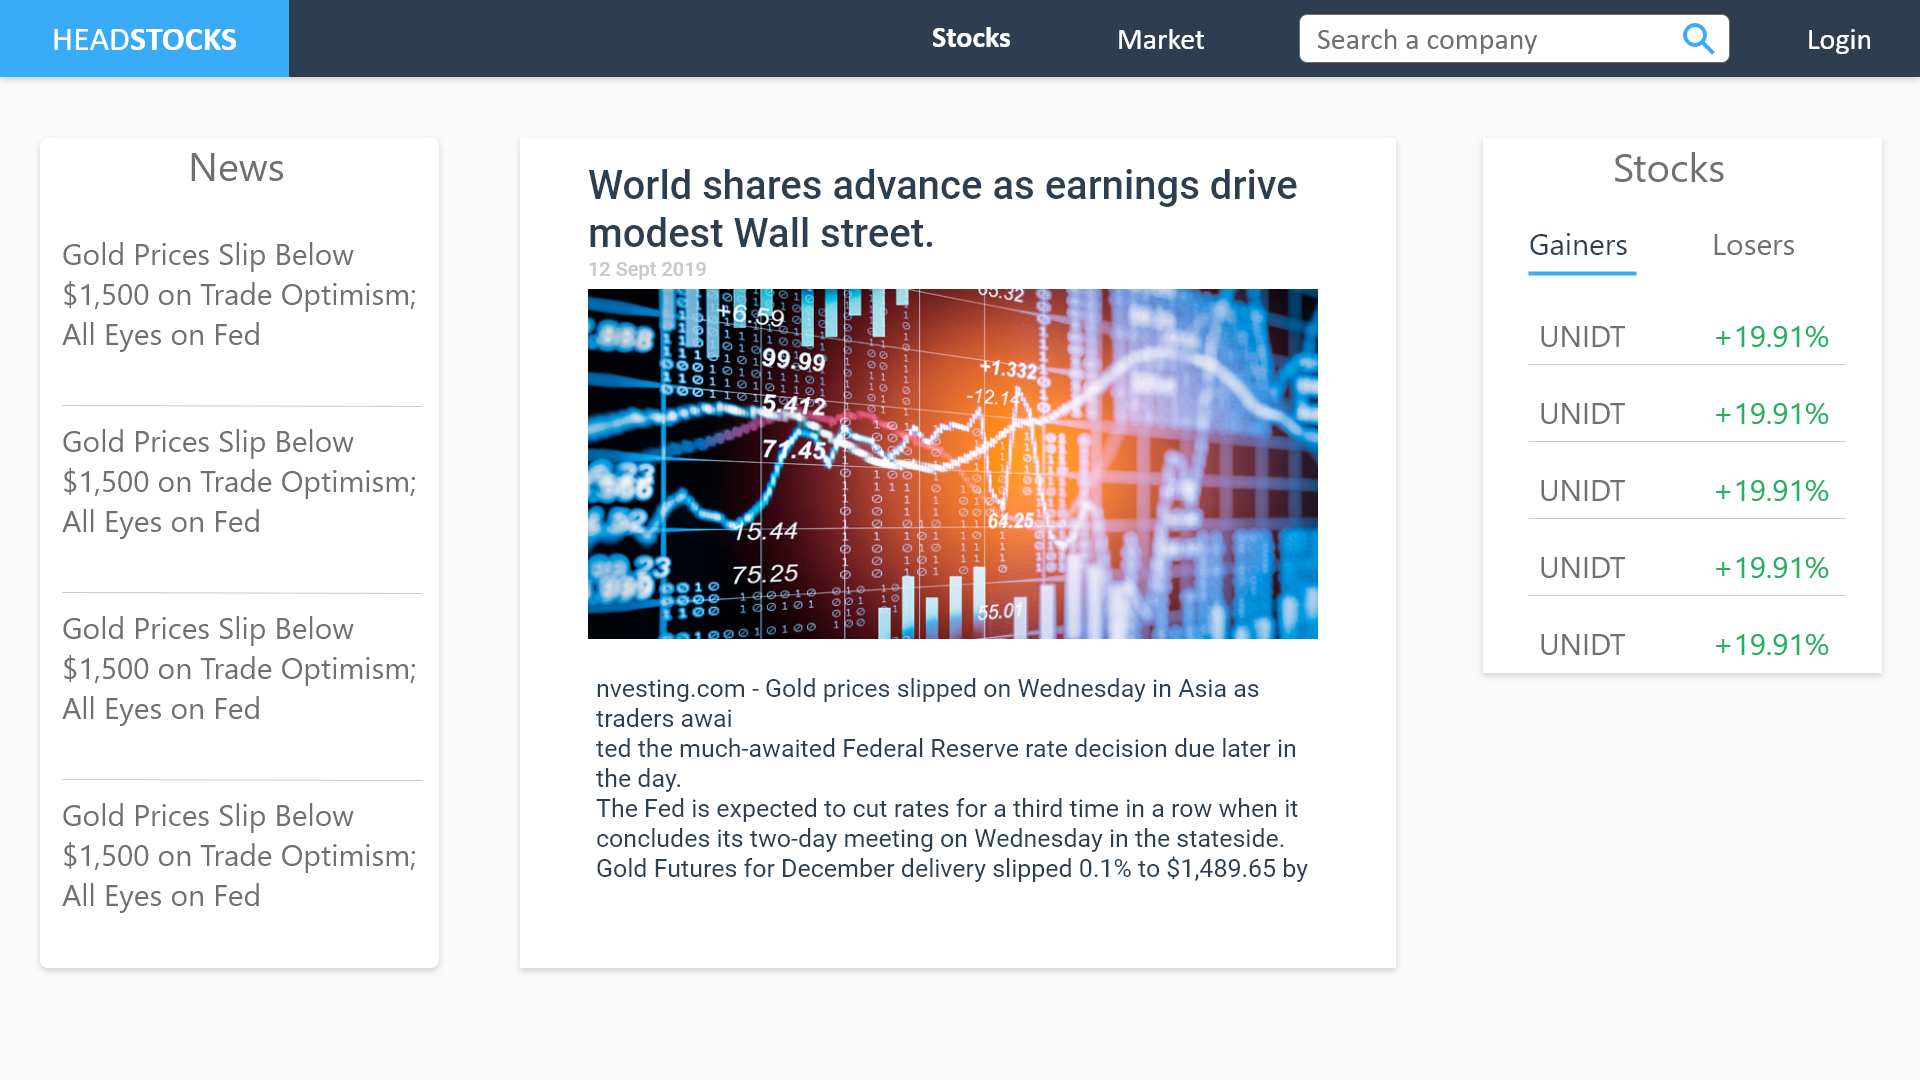 HEADSTOCKS
Stocks
Market
Search a company
Login
News
Gold Prices Slip Below
$1,500 on Trade Optimism;
All Eyes on Fed
Gold Prices Slip Below
$1,500 on Trade Optimism;
All Eyes on Fed
Gold Prices Slip Below
$1,500 on Trade Optimism;
All Eyes on Fed
Gold Prices Slip Below
$1,500 on Trade Optimism;
All Eyes on Fed
World shares advance as earnings drive
modest Wall street.
12 Sept 2019
+6.59
99.99
5.412
71.45
15.44
75.25
+1.332
-12.14
64.25
55.01
nvesting.com - Gold prices slipped on Wednesday in Asia as
traders awai
ted the much-awaited Federal Reserve rate decision due later in
the day.
The Fed is expected to cut rates for a third time in a row when it
concludes its two-day meeting on Wednesday in the stateside.
Gold Futures for December delivery slipped 0.1% to $1,489.65 by
Stocks
Gainers
Losers
UNIDT +19.91%
UNIDT +19.91%
UNIDT +19.91%
UNIDT +19.91%
UNIDT +19.91%